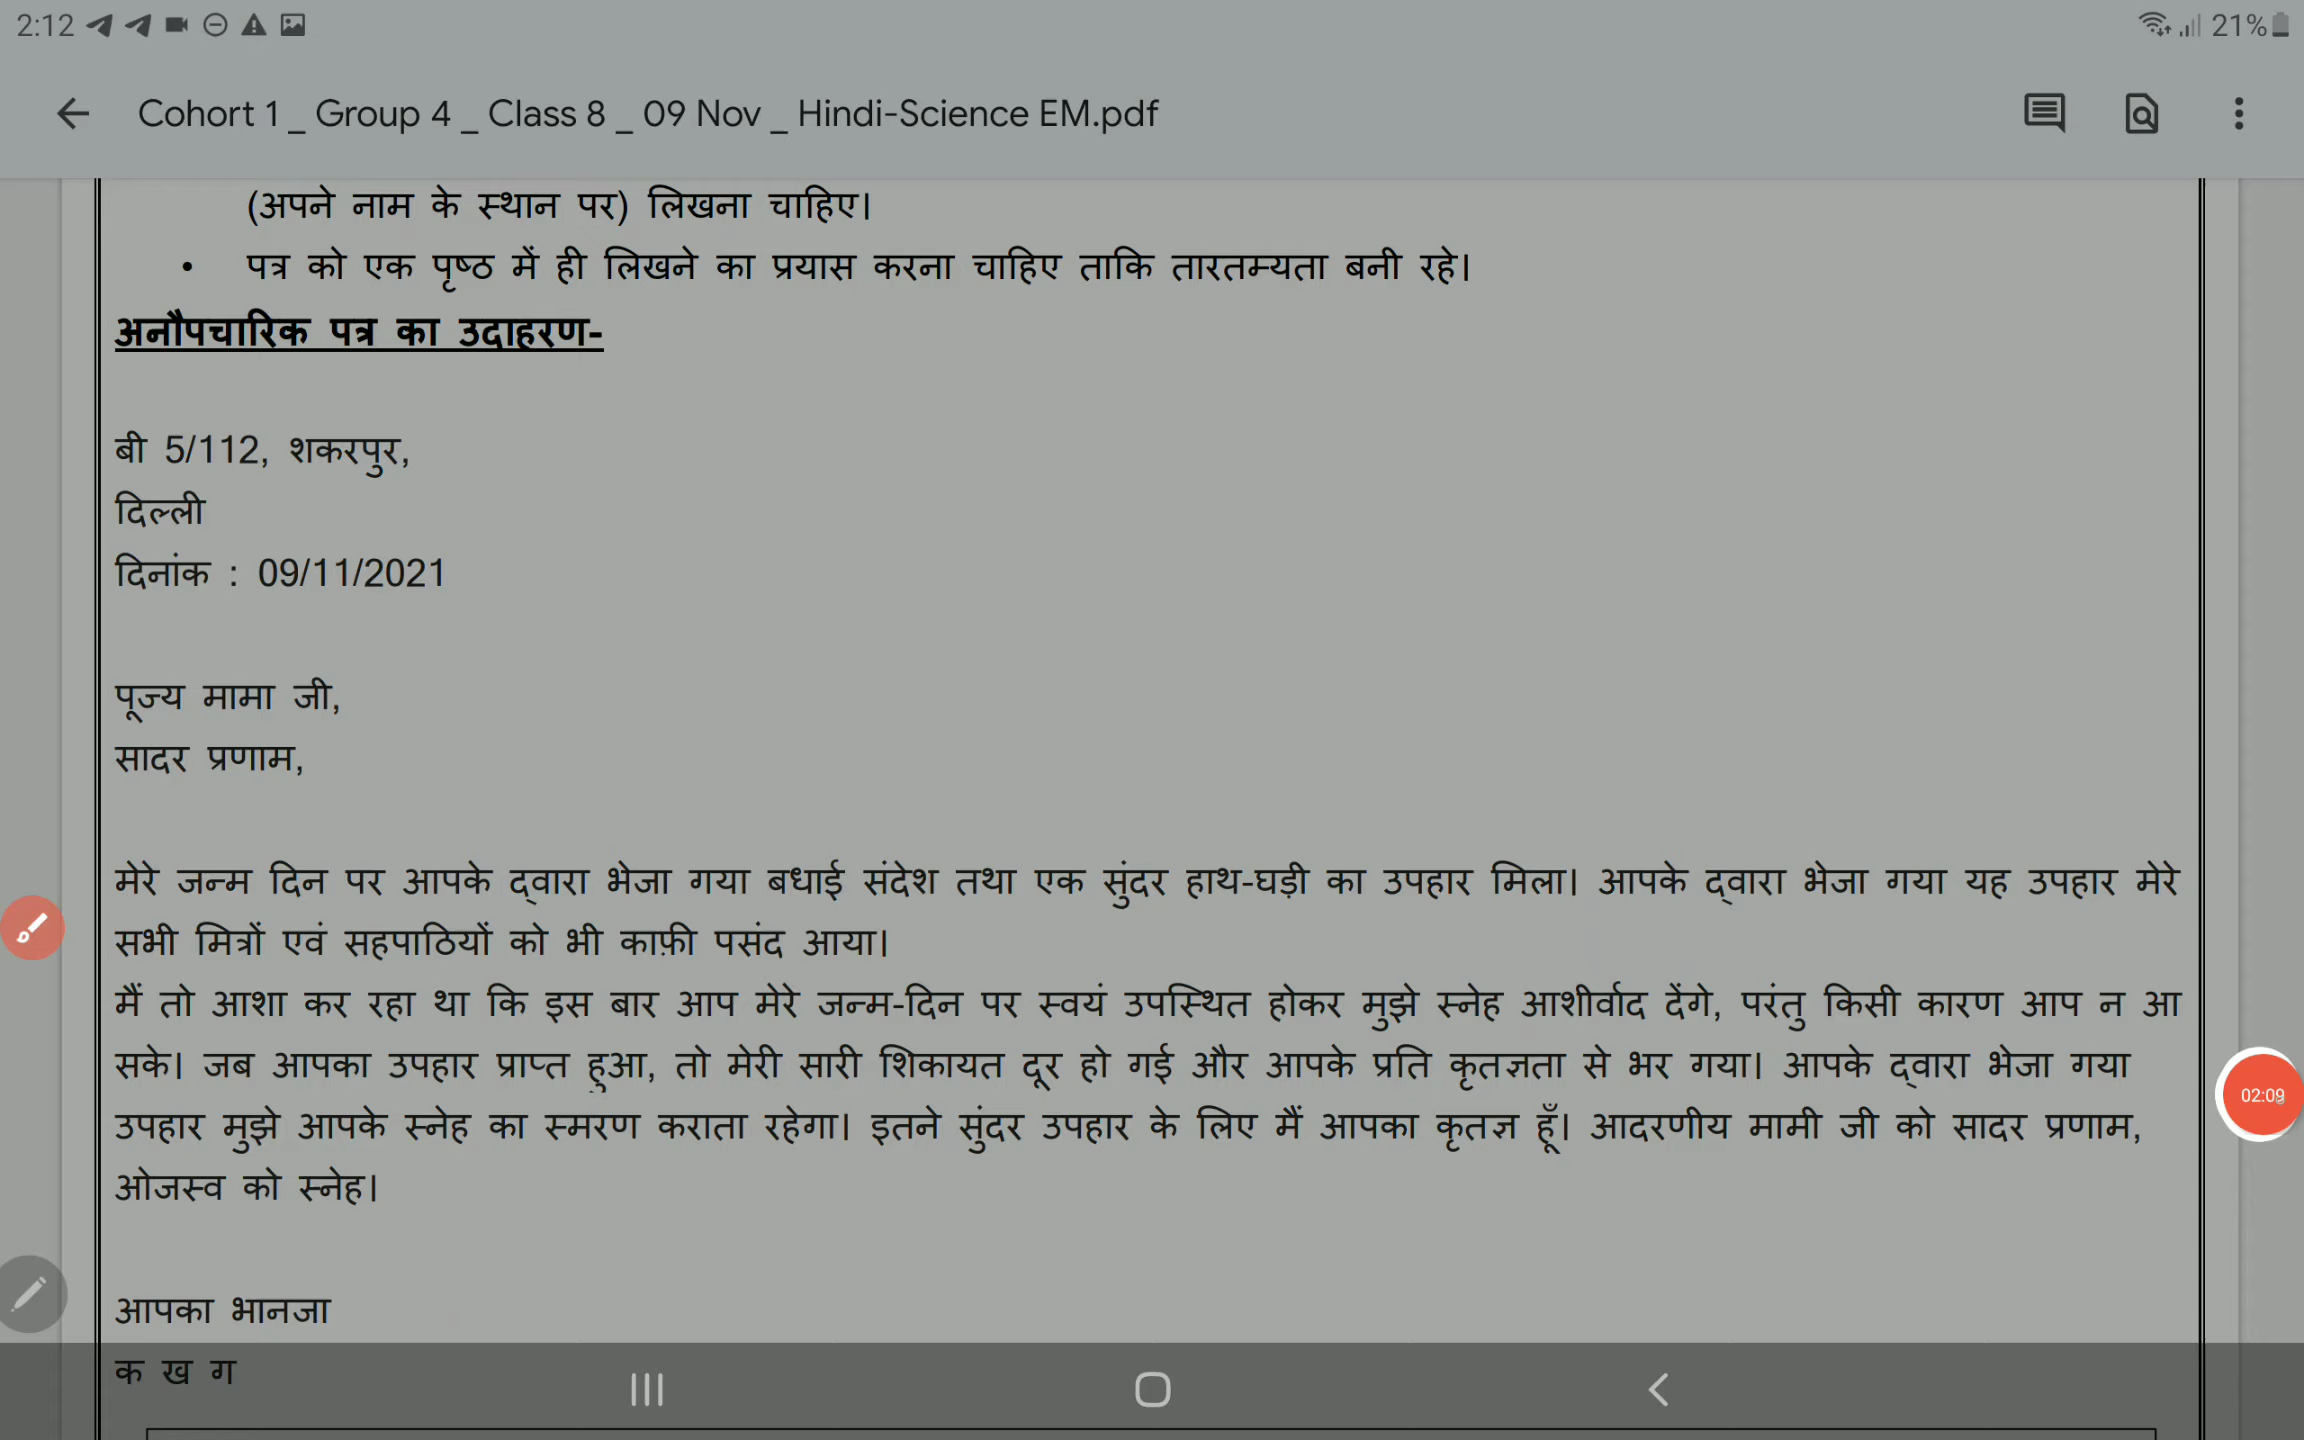 2:12
21%
Cohort 1 _ Group 4 _ Class 8 _ 09 Nov _ Hindi-Science EM.pdf
(अपने नाम के स्थान पर) लिखना चाहिए।
• पत्र को एक पृष्ठ में ही लिखने का प्रयास करना चाहिए ताकि तारतम्यता बनी रहे।
अनौपचारिक पत्र का उदाहरण-
बी 5/112, शकरपुर,
दिल्ली
दिनांक : 09/11/2021
पूज्य मामा जी,
सादर प्रणाम,
मेरे जन्म दिन पर आपके द्वारा भेजा गया बधाई संदेश तथा एक सुंदर हाथ-घड़ी का उपहार मिला। आपके द्वारा भेजा गया यह उपहार मेरे
सभी मित्रों एवं सहपाठियों को भी काफ़ी पसंद आया।
मैं तो आशा कर रहा था कि इस बार आप मेरे जन्म-दिन पर स्वयं उपस्थित होकर मुझे स्नेह आशीर्वाद देंगे, परंतु किसी कारण आप न आ
सके। जब आपका उपहार प्राप्त हुआ, तो मेरी सारी शिकायत दूर हो गई और आपके प्रति कृतज्ञता से भर गया। आपके द्वारा भेजा गया
उपहार मुझे आपके स्नेह का स्मरण कराता रहेगा। इतने सुंदर उपहार के लिए मैं आपका कृतज्ञ हूँ। आदरणीय मामी जी को सादर प्रणाम,
ओजस्व को स्नेह।
आपका भानजा
क ख ग